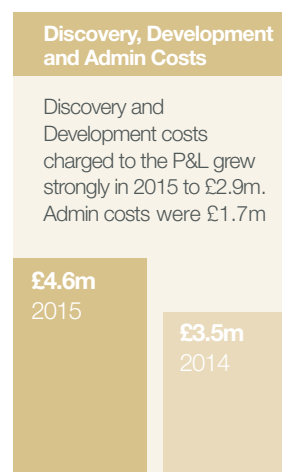 Discovery, Development
and Admin Costs
Discovery and
Development costs
charged to the P&L grew
strongly in 2015 to £2.9m.
Admin costs were £1.7m
£4.6m
2015
£3.5m
2014